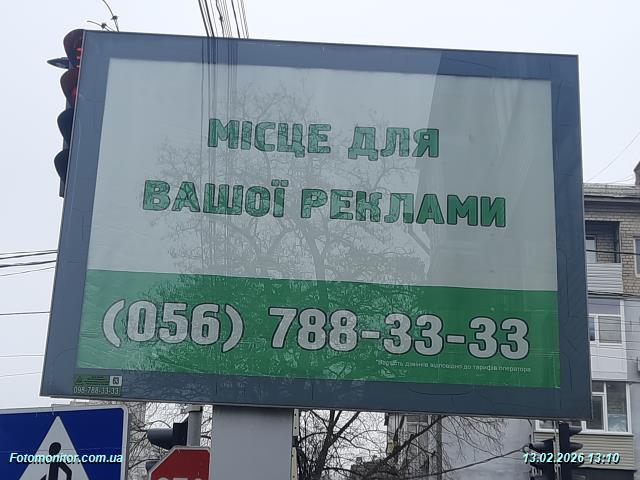 МІСЦЕ ДЛЯ
ВАШОЇ РЕКЛАМИ
(056) 788-33-33
Вартість дзвінків відповідно до тарифів оператора
63
098-788-33-33
Fotomonitor.com.ua
13.02.2026 13:10